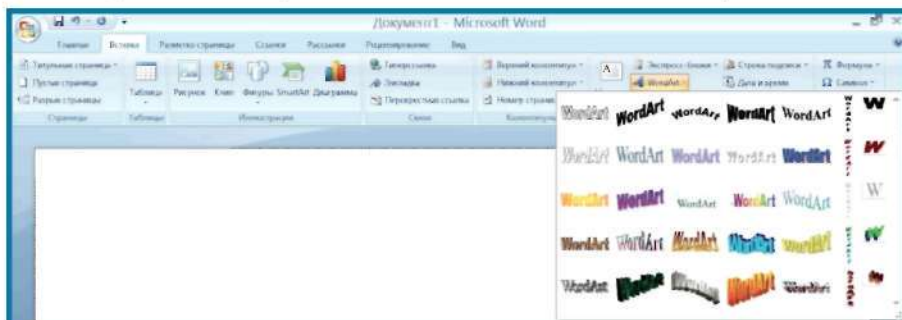 Документ1 - Microsoft Word
Главная Вставка Разметка страницы Ссылки Рассылки Рецензирование Вид
Титульная страница Гиперссылка Верхний колонтитул Экспресс-блоки Строка подписи Формула
Пустая страница Закладка Нижний колонтитул WordArt Дата и время Символ
Разрыв страницы Таблица Рисунок Клип Фигуры SmartArt Диаграмма Перекрестная ссылка Номер страницы
Страницы Таблицы Иллюстрации Связи
WordArt WordArt WordArt WordArt WordArt WordArt W
WordArt WordArt WordArt WordArt WordArt WordArt W
WordArt WordArt WordArt WordArt WordArt W
WordArt WordArt WordArt WordArt WordArt W
WordArt WordArt WordArt WordArt WordArt